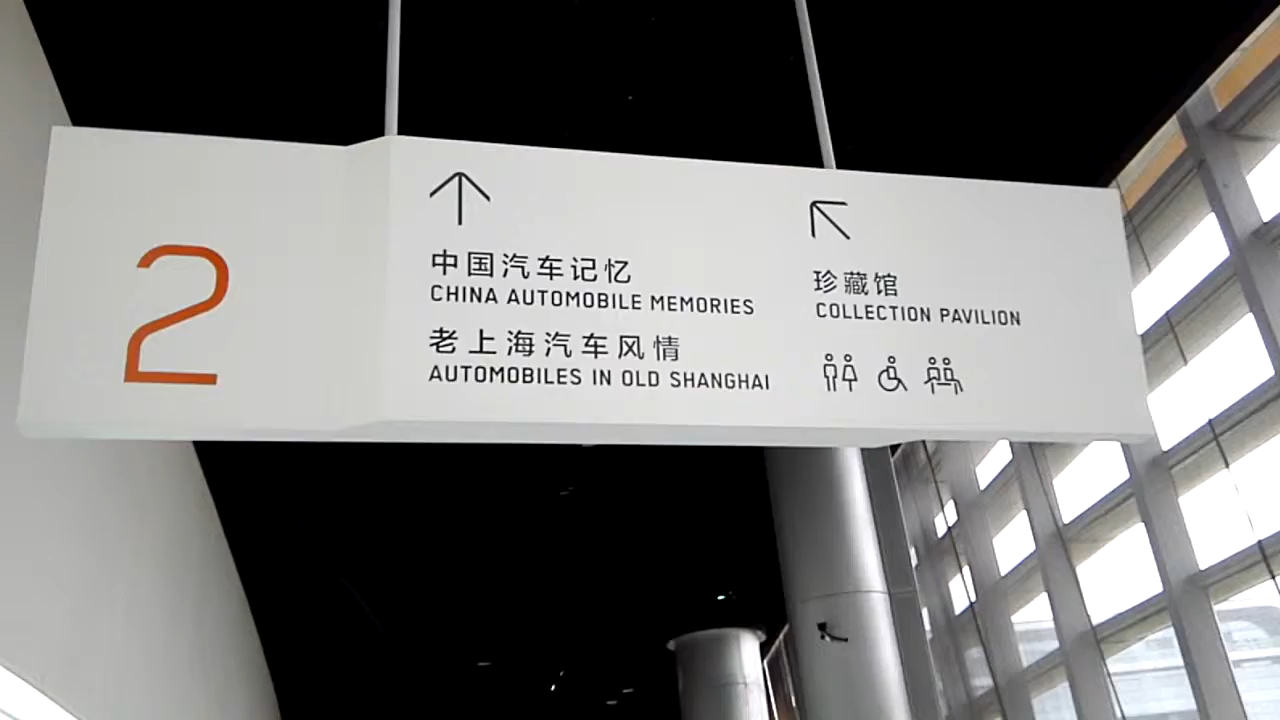 2
中国汽车记忆
CHINA AUTOMOBILE MEMORIES
老上海汽车风情
AUTOMOBILES IN OLD SHANGHAI
珍藏馆
COLLECTION PAVILION